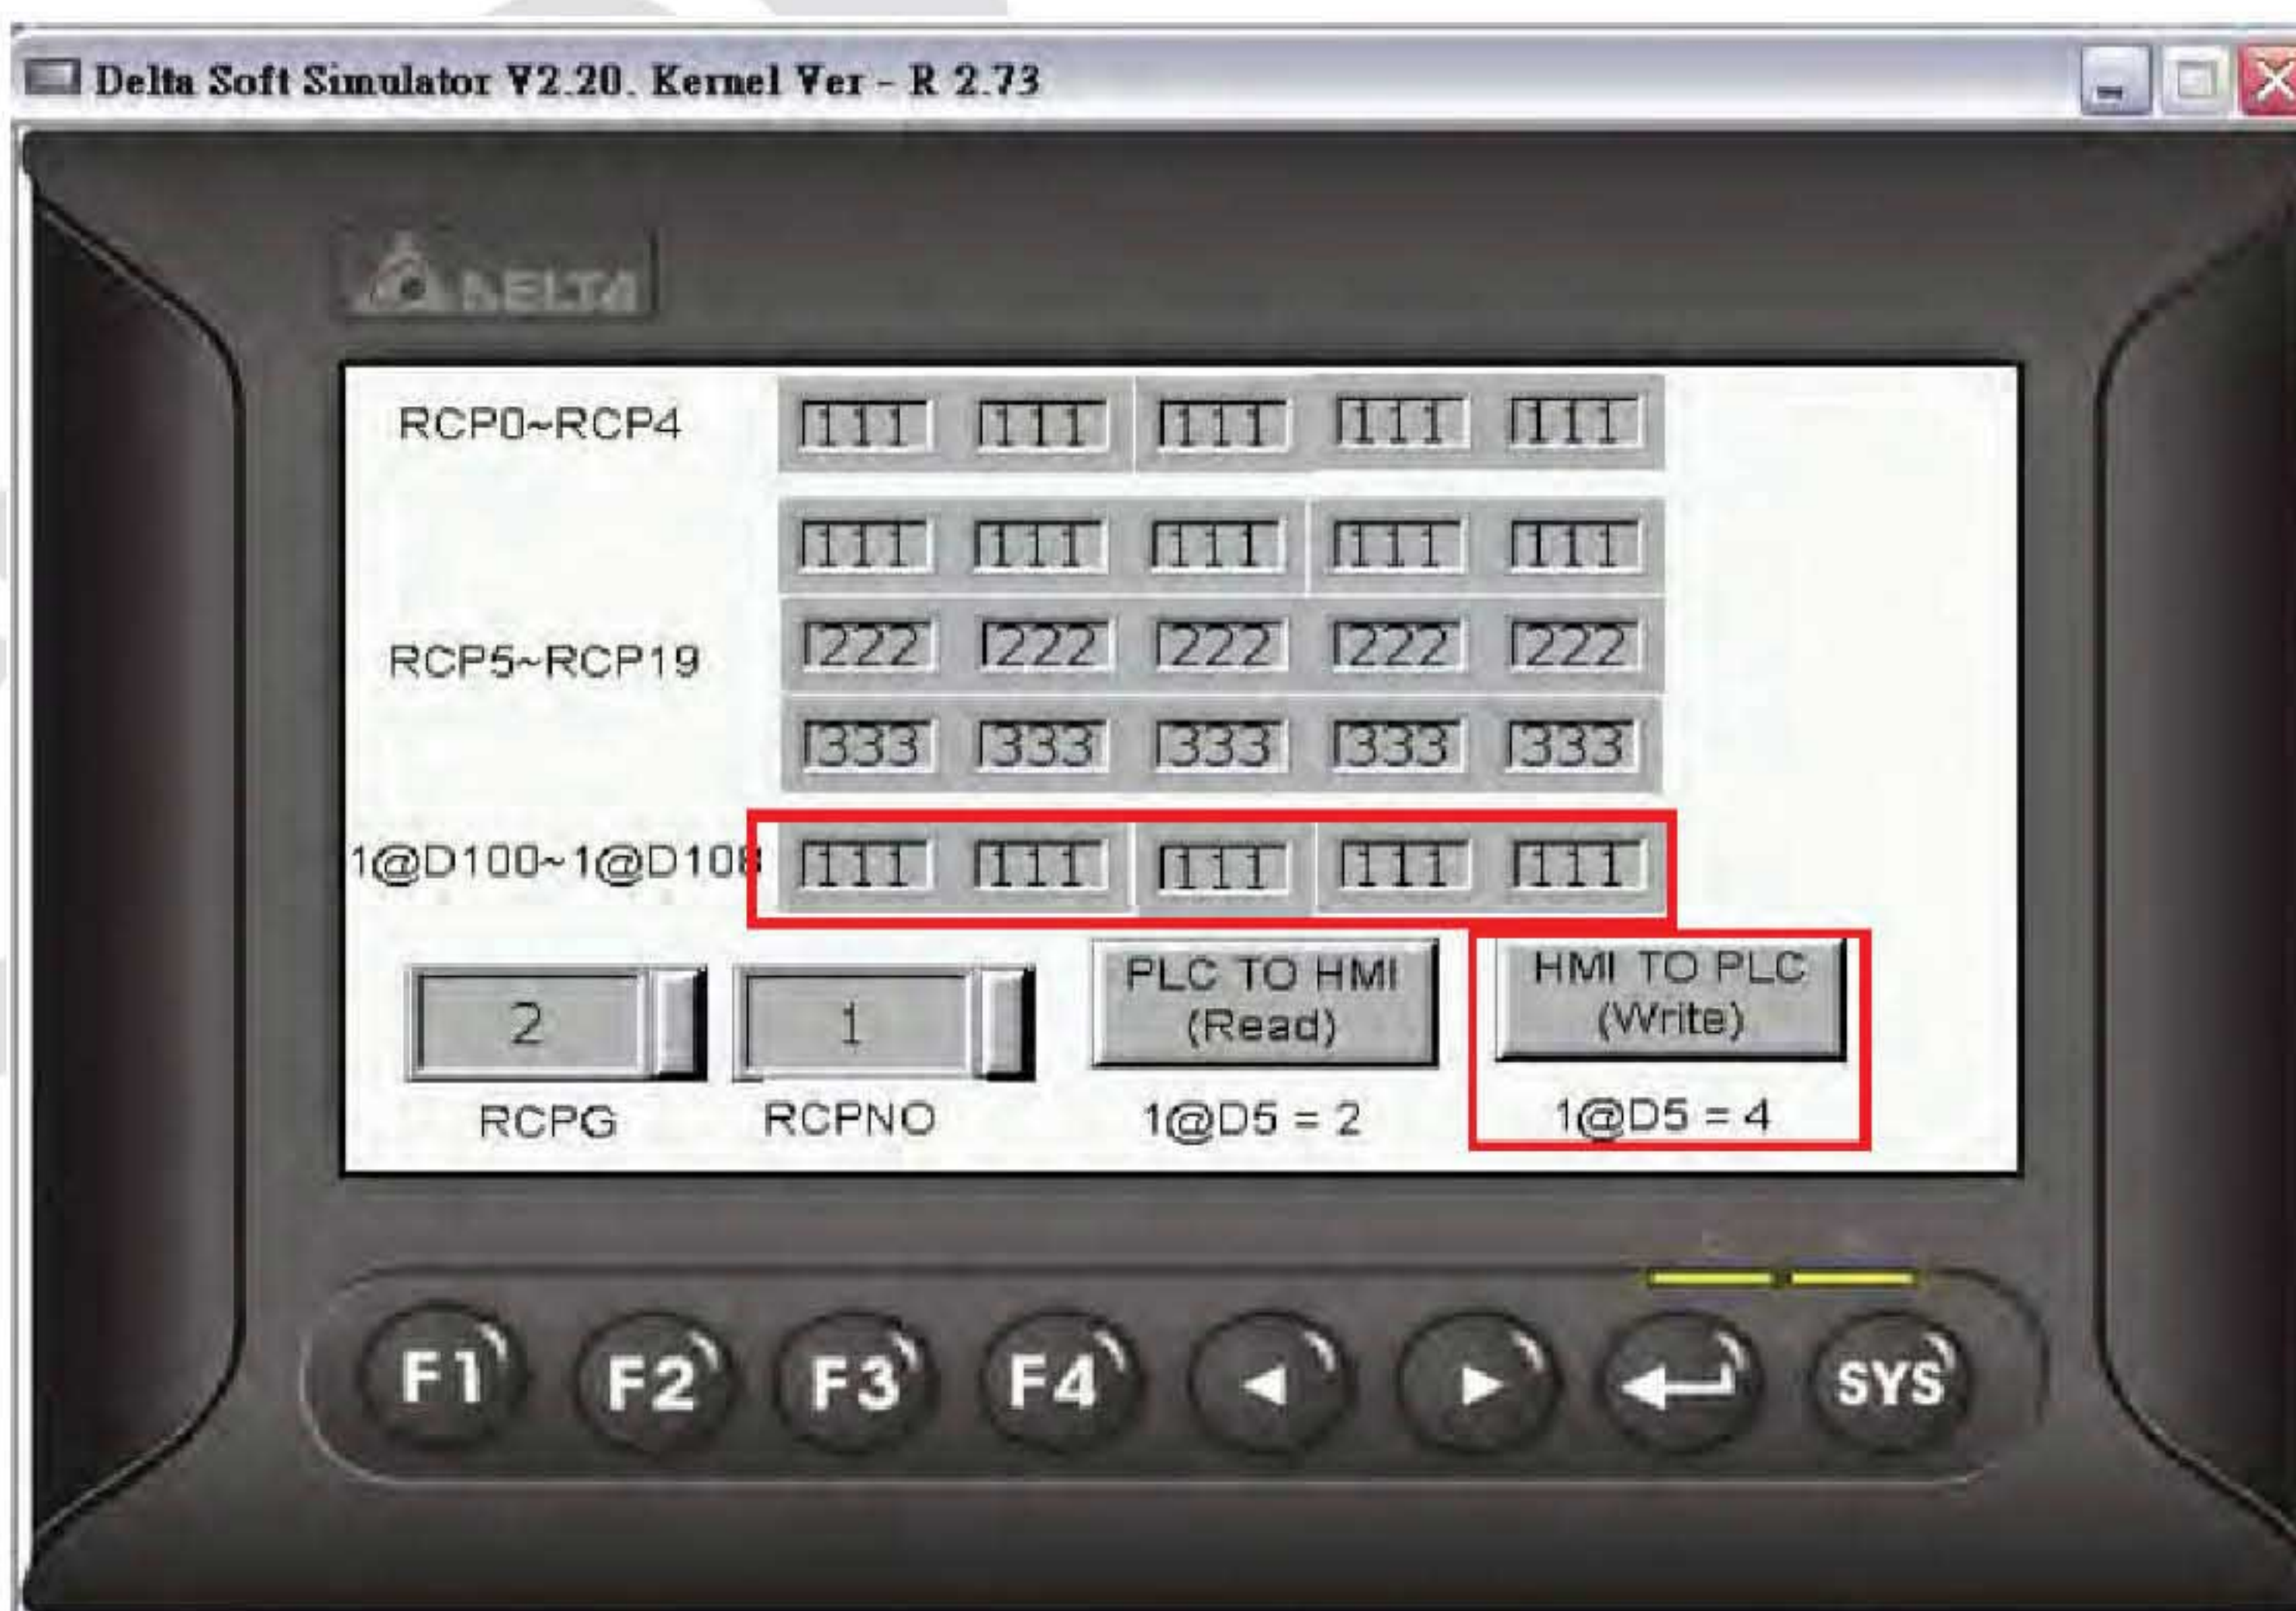 Delta Soft Simulator V2.20. Kernel Ver - R 2.73
DELTA
RCP0~RCP4 111 111 111 111 111
111 111 111 111 111
RCP5~RCP19 222 222 222 222 222
333 333 333 333 333
1@D100~1@D108 111 111 111 111 111
2 1 PLC TO HMI HMI TO PLC
(Read) (Write)
RCPG RCPNO 1@D5 = 2 1@D5 = 4
F1 F2 F3 F4 SYS